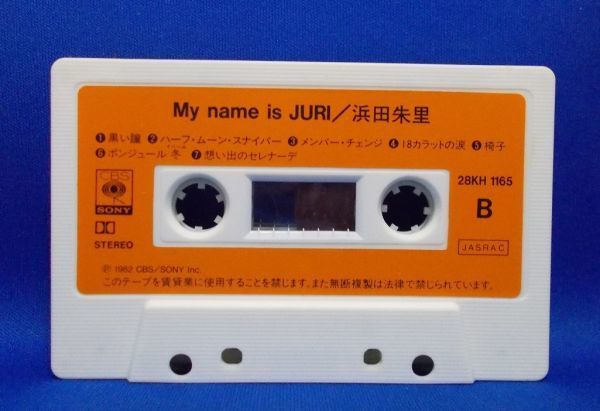 My name is JURI／浜田朱里
❶黒い瞳 ❷ハーフ・ムーン・スナイパー ❸メンバー・チェンジ ❹18カラットの涙 ❺椅子
❻ボンジュール 冬 ❼想い出のセレナーデ
CBS
SONY
STEREO
28KH 1165
B
JASRAC
Ⓟ 1982 CBS/SONY Inc.
このテープを賃貸業に使用することを禁じます。また無断複製は法律で禁じられています。